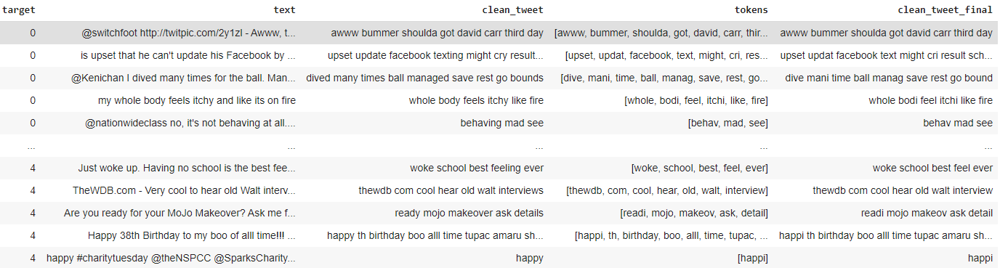 target text clean_tweet tokens clean_tweet_final
0 @switchfoot http://twitpic.com/2y1zl - Awww, t... awww bummer shoulda got david carr third day [awww, bummer, shoulda, got, david, carr, thir... awww bummer shoulda got david carr third day
0 is upset that he can't update his Facebook by ... upset update facebook texting might cry result... [upset, updat, facebook, text, might, cri, res... upset updat facebook text might cri result sch...
0 @Kenichan I dived many times for the ball. Man... dived many times ball managed save rest go bounds [dive, mani, time, ball, manag, save, rest, go... dive mani time ball manag save rest go bound
0 my whole body feels itchy and like its on fire whole body feels itchy like fire [whole, bodi, feel, itchi, like, fire] whole bodi feel itchi like fire
0 @nationwideclass no, it's not behaving at all.... behaving mad see [behav, mad, see] behav mad see
... ... ... ... ...
4 Just woke up. Having no school is the best fee... woke school best feeling ever [woke, school, best, feel, ever] woke school best feel ever
4 TheWDB.com - Very cool to hear old Walt interv... thewdb com cool hear old walt interviews [thewdb, com, cool, hear, old, walt, interview] thewdb com cool hear old walt interview
4 Are you ready for your MoJo Makeover? Ask me f... ready mojo makeover ask details [readi, mojo, makeov, ask, detail] readi mojo makeov ask detail
4 Happy 38th Birthday to my boo of alll time!!! ... happy th birthday boo alll time tupac amaru sh... [happi, th, birthday, boo, alll, time, tupac, ... happi th birthday boo alll time tupac amaru sh...
4 happy #charitytuesday @theNSPCC @SparksCharity... happy [happi] happi